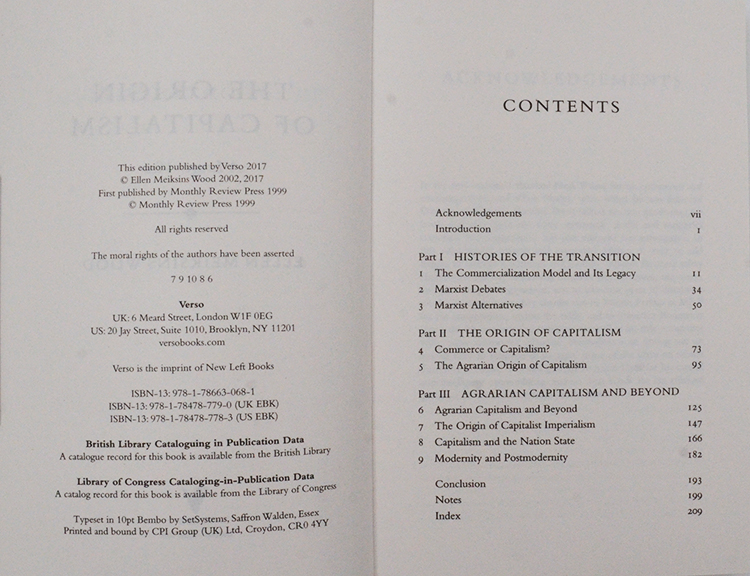 This edition published by Verso 2017
© Ellen Meiksins Wood 2002, 2017
First published by Monthly Review Press 1999
© Monthly Review Press 1999
All rights reserved
The moral rights of the authors have been asserted
7 9 10 8 6
Verso
UK: 6 Meard Street, London W1F 0EG
US: 20 Jay Street, Suite 1010, Brooklyn, NY 11201
versobooks.com
Verso is the imprint of New Left Books
ISBN-13: 978-1-78663-068-1
ISBN-13: 978-1-78478-779-0 (UK EBK)
ISBN-13: 978-1-78478-778-3 (US EBK)
British Library Cataloguing in Publication Data
A catalogue record for this book is available from the British Library
Library of Congress Cataloging-in-Publication Data
A catalog record for this book is available from the Library of Congress
Typeset in 10pt Bembo by SetSystems, Saffron Walden, Essex
Printed and bound by CPI Group (UK) Ltd, Croydon, CR0 4YY
CONTENTS
Acknowledgements vii
Introduction 1
Part I HISTORIES OF THE TRANSITION
1 The Commercialization Model and Its Legacy 11
2 Marxist Debates 34
3 Marxist Alternatives 50
Part II THE ORIGIN OF CAPITALISM
4 Commerce or Capitalism? 73
5 The Agrarian Origin of Capitalism 95
Part III AGRARIAN CAPITALISM AND BEYOND
6 Agrarian Capitalism and Beyond 125
7 The Origin of Capitalist Imperialism 147
8 Capitalism and the Nation State 166
9 Modernity and Postmodernity 182
Conclusion 193
Notes 199
Index 209
THE ORIGIN
OF CAPITALISM
ELLEN MEIKSINS WOOD
ACKNOWLEDGEMENTS